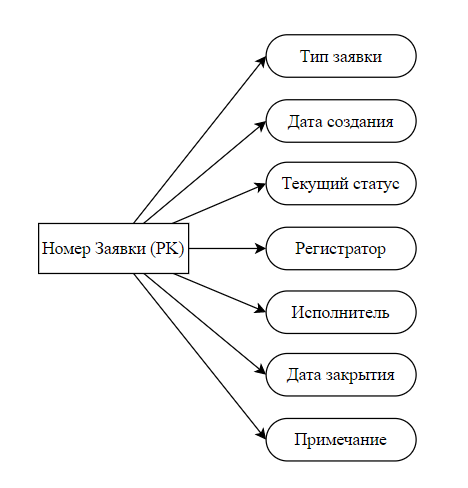 Тип заявки
Дата создания
Текущий статус
Номер Заявки (PK)
Регистратор
Исполнитель
Дата закрытия
Примечание